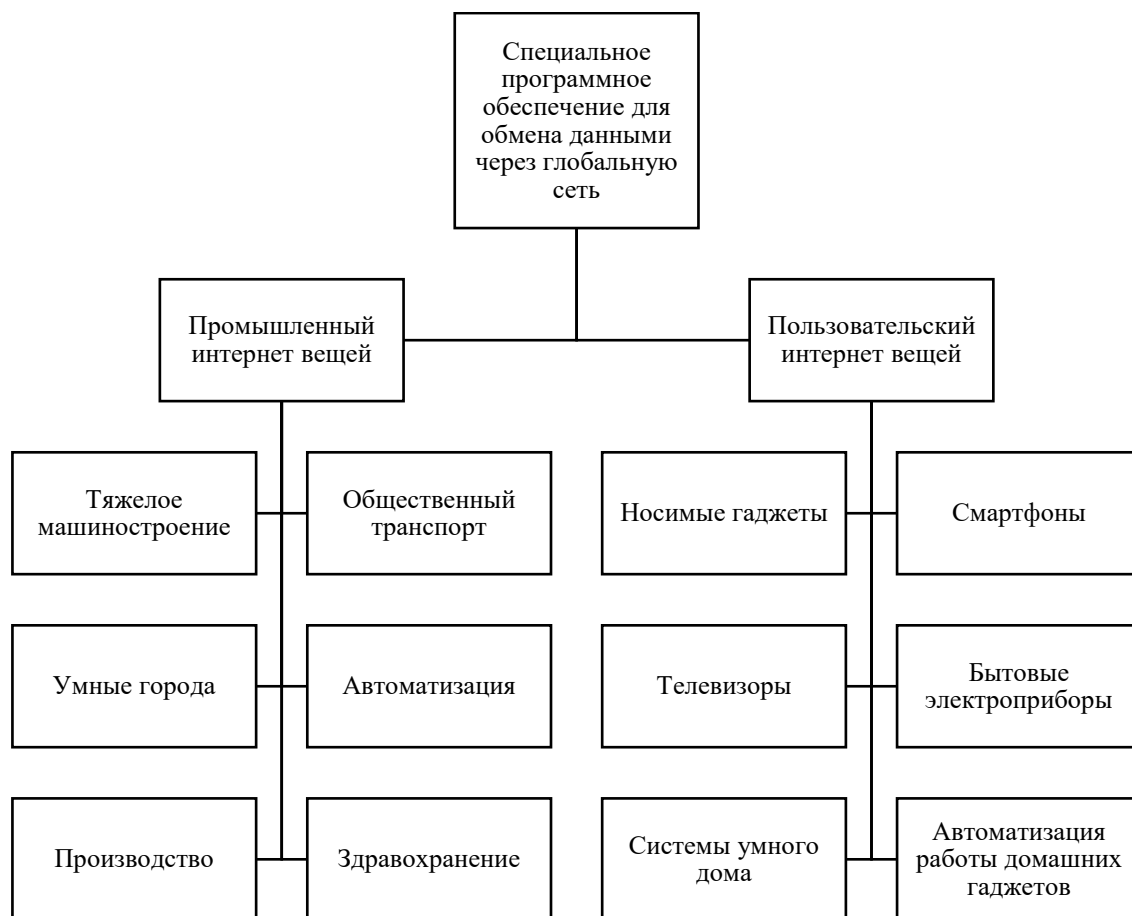 Специальное
программное
обеспечение для
обмена данными
через глобальную
сеть
Промышленный
интернет вещей
Пользовательский
интернет вещей
Тяжелое
машиностроение
Общественный
транспорт
Носимые гаджеты
Смартфоны
Умные города
Автоматизация
Телевизоры
Бытовые
электроприборы
Производство
Здравохранение
Системы умного
дома
Автоматизация
работы домашних
гаджетов